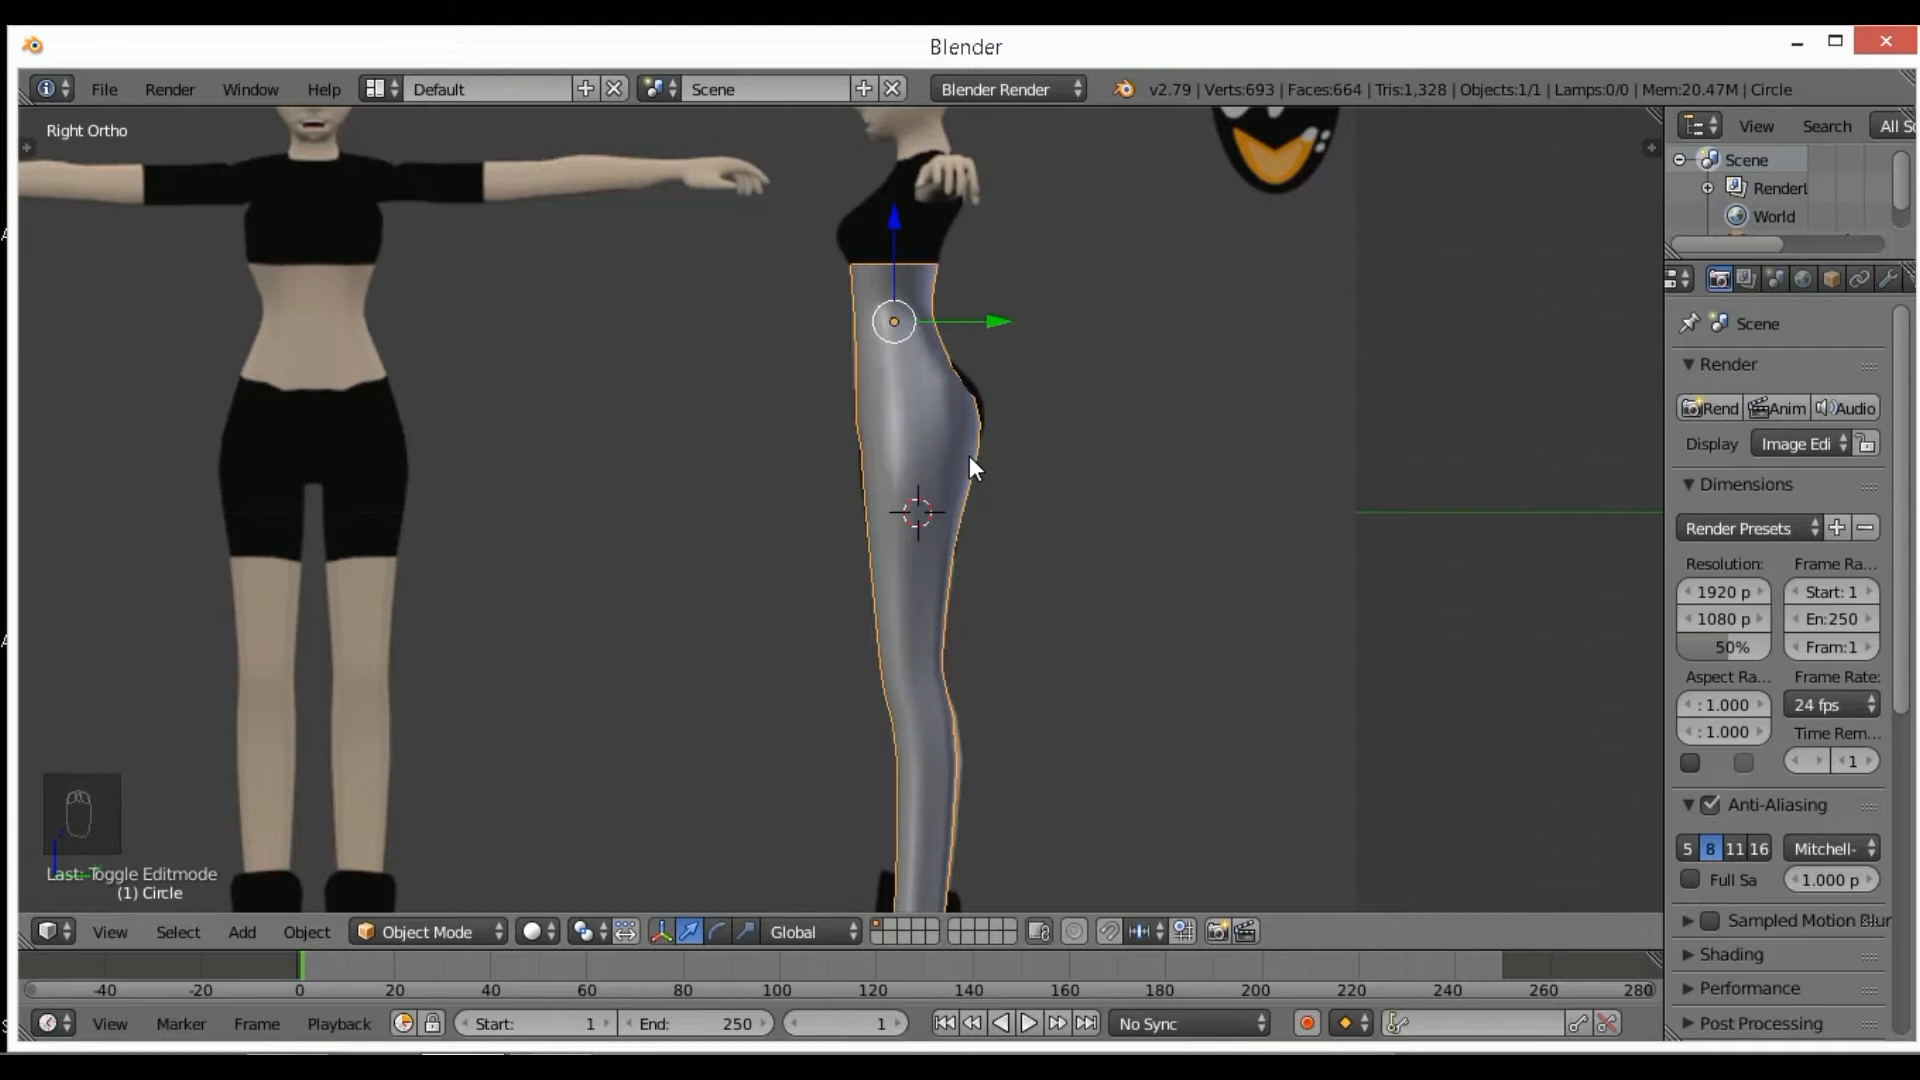 Blender
File Render Window Help Default Scene Blender Render v2.79 | Verts:693 | Faces:664 | Tris:1,328 | Objects:1/1 | Lamps:0/0 | Mem:20.47M | Circle
Right Ortho
View Search All S
Scene
Renderl
World
Scene
Render
Rend Anim Audio
Display Image Edi
Dimensions
Render Presets
Resolution: Frame Ra...
1920 p Start: 1
1080 p En:250
50% Fram:1
Aspect Ra... Frame Rate:
: 1.000 24 fps
: 1.000 Time Rem...
1
Anti-Aliasing
5 8 11 16 Mitchell-
Full Sa 1.000 p
Sampled Motion Blur
Shading
Performance
Post Processing
Last: Toggle Editmode
(1) Circle
View Select Add Object Object Mode Global
-40 -20 0 20 40 60 80 100 120 140 160 180 200 220 240 260 280
View Marker Frame Playback Start: 1 End: 250 1 No Sync